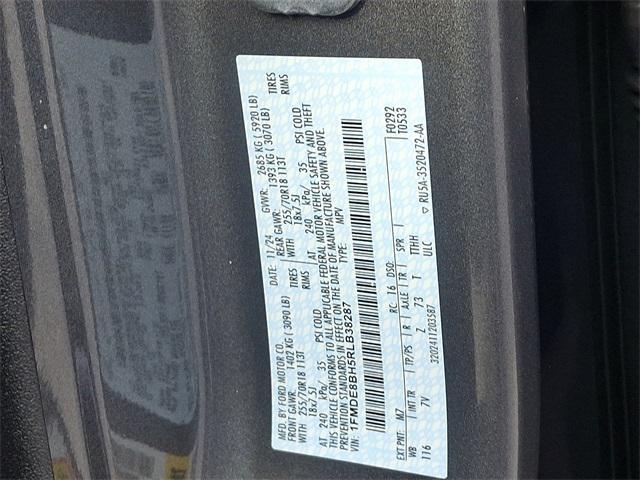 MFD. BY FORD MOTOR CO. DATE: 11/24 GVWR: 2685 KG ( 5920 LB)
FRONT GAWR: 1402 KG ( 3090 LB) REAR GAWR: 1393 KG ( 3070 LB)
WITH 255/70R18 113T TIRES WITH 255/70R18 113T TIRES
18x7.5J RIMS 18x7.5J RIMS
AT 240 kPa/ 35 PSI COLD AT 240 kPa/ 35 PSI COLD
THIS VEHICLE CONFORMS TO ALL APPLICABLE FEDERAL MOTOR VEHICLE SAFETY AND THEFT
PREVENTION STANDARDS IN EFFECT ON THE DATE OF MANUFACTURE SHOWN ABOVE.
VIN: 1FMDE8BH5RLB38287 TYPE: MPV
F0292
T0533
EXT PNT: M7 RC: 16 DSO:
WB INT TR TP/PS R AXLE TR SPR
116 7V Z 73 T TTHH
ULC
3202411203587 ▽ RU5A-3520472-AA